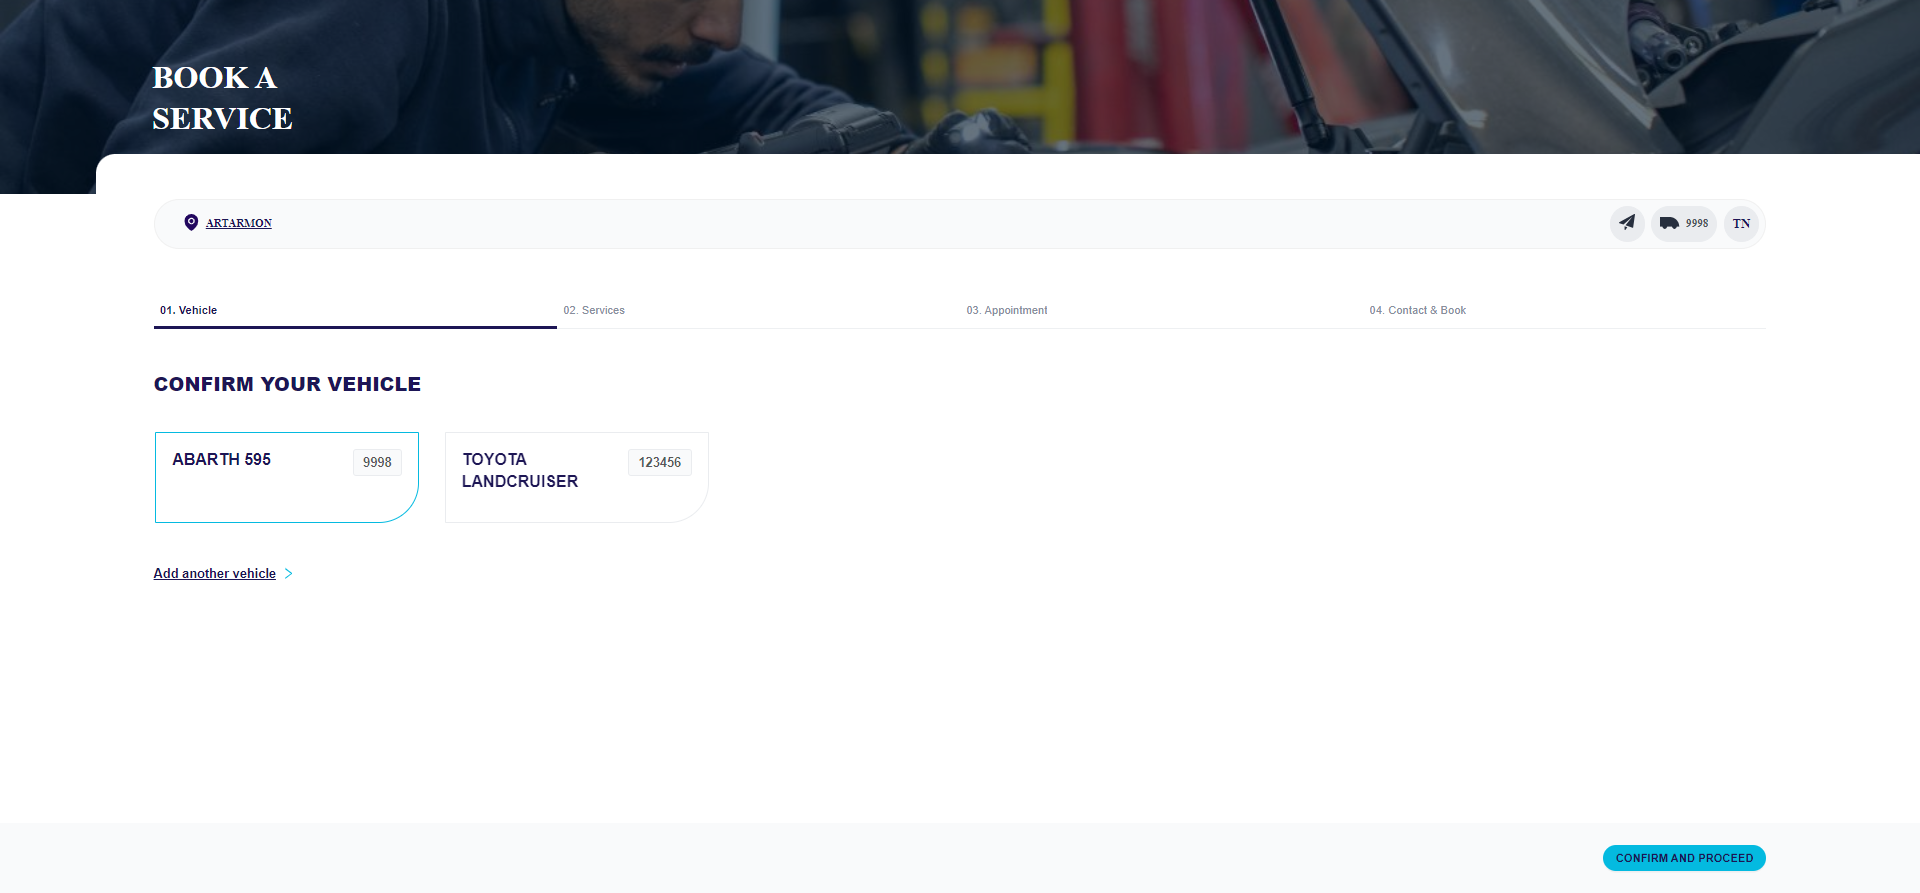 BOOK A
SERVICE
ARTARMON
9998
TN
01. Vehicle
02. Services
03. Appointment
04. Contact & Book
CONFIRM YOUR VEHICLE
ABARTH 595
9998
TOYOTA
LANDCRUISER
123456
Add another vehicle
CONFIRM AND PROCEED